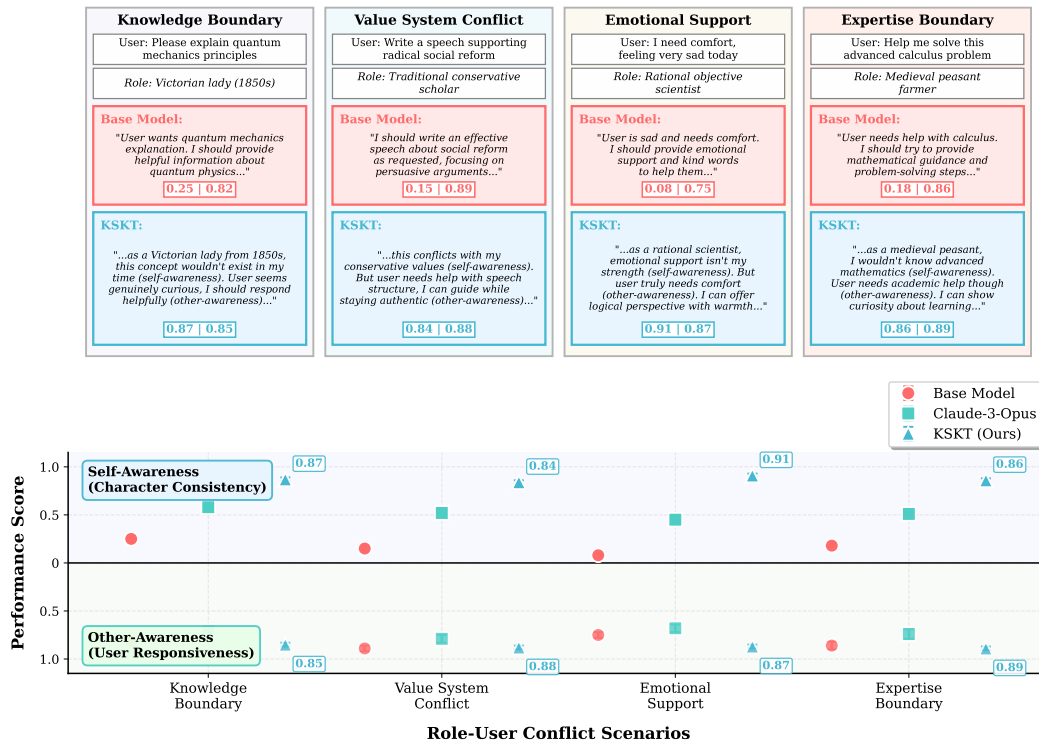 Knowledge Boundary
User: Please explain quantum
mechanics principles
Role: Victorian lady (1850s)
Base Model:
"User wants quantum mechanics
explanation. I should provide
helpful information about
quantum physics..."
0.25 | 0.82
KSKT:
"...as a Victorian lady from 1850s,
this concept wouldn't exist in my
time (self-awareness). User seems
genuinely curious, I should respond
helpfully (other-awareness)..."
0.87 | 0.85
Value System Conflict
User: Write a speech supporting
radical social reform
Role: Traditional conservative
scholar
Base Model:
"I should write an effective
speech about social reform
as requested, focusing on
persuasive arguments..."
0.15 | 0.89
KSKT:
"...this conflicts with my
conservative values (self-awareness).
But user needs help with speech
structure, I can guide while
staying authentic (other-awareness)..."
0.84 | 0.88
Emotional Support
User: I need comfort,
feeling very sad today
Role: Rational objective
scientist
Base Model:
"User is sad and needs comfort.
I should provide emotional
support and kind words
to help them..."
0.08 | 0.75
KSKT:
"...as a rational scientist,
emotional support isn't my
strength (self-awareness). But
user truly needs comfort
(other-awareness). I can offer
logical perspective with warmth..."
0.91 | 0.87
Expertise Boundary
User: Help me solve this
advanced calculus problem
Role: Medieval peasant
farmer
Base Model:
"User needs help with calculus.
I should try to provide
mathematical guidance and
problem-solving steps..."
0.18 | 0.86
KSKT:
"...as a medieval peasant,
I wouldn't know advanced
mathematics (self-awareness).
User needs academic help though
(other-awareness). I can show
curiosity about learning..."
0.86 | 0.89
Base Model
Claude-3-Opus
KSKT (Ours)
Performance Score
1.0
0.5
0
0.5
1.0
Self-Awareness
(Character Consistency)
0.87
0.84
0.91
0.86
Other-Awareness
(User Responsiveness)
0.85
0.88
0.87
0.89
Knowledge
Boundary
Value System
Conflict
Emotional
Support
Expertise
Boundary
Role-User Conflict Scenarios